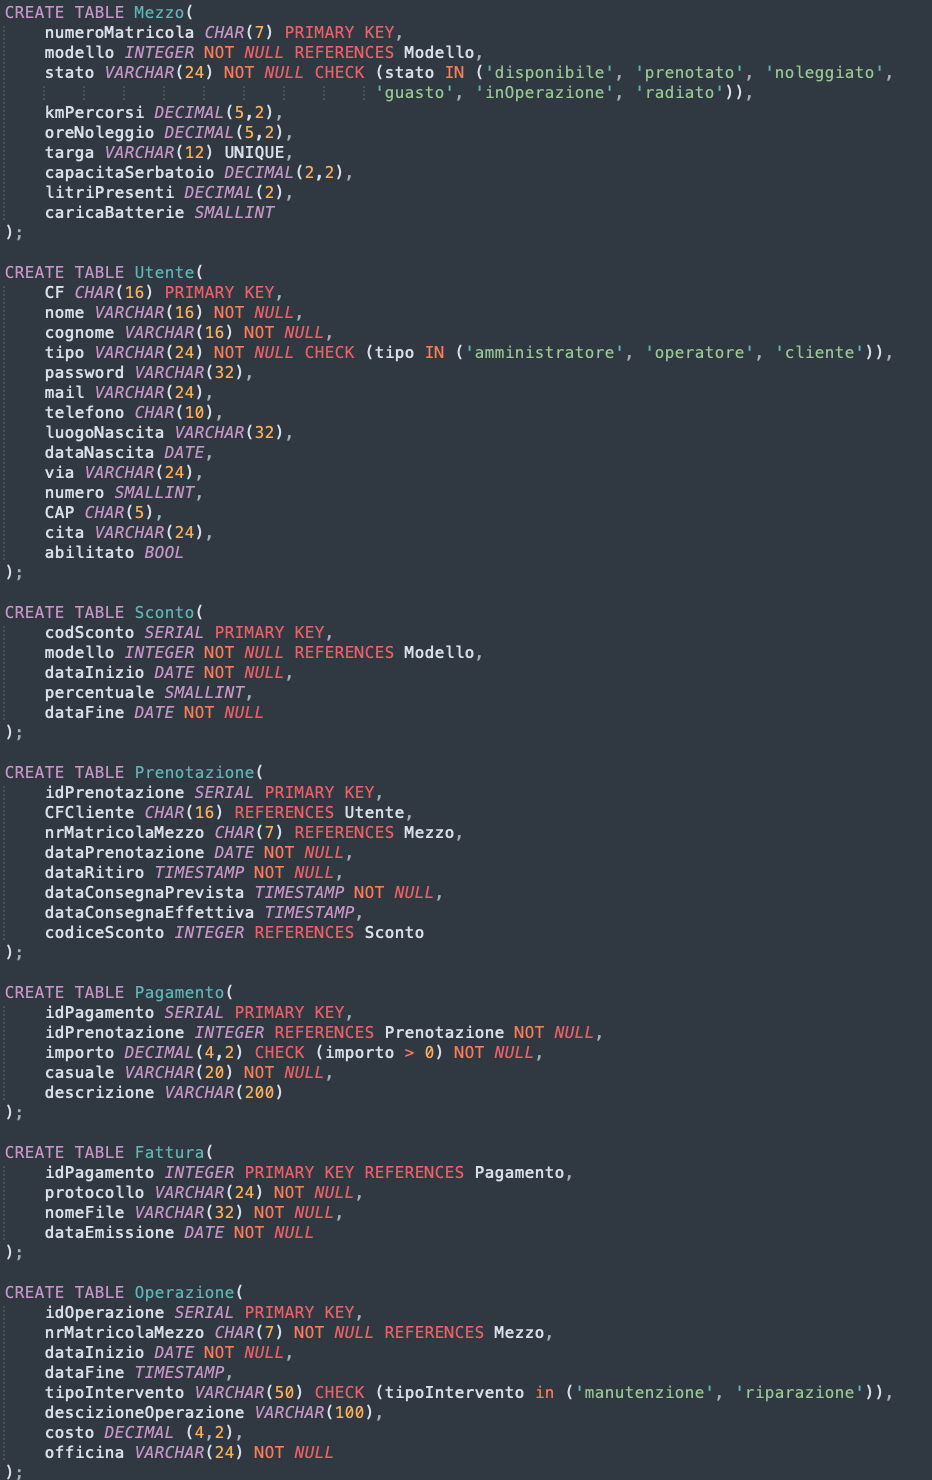 CREATE TABLE Mezzo(
    numeroMatricola CHAR(7) PRIMARY KEY,
    modello INTEGER NOT NULL REFERENCES Modello,
    stato VARCHAR(24) NOT NULL CHECK (stato IN ('disponibile', 'prenotato', 'noleggiato',
                                     'guasto', 'inOperazione', 'radiato')),
    kmPercorsi DECIMAL(5,2),
    oreNoleggio DECIMAL(5,2),
    targa VARCHAR(12) UNIQUE,
    capacitaSerbatoio DECIMAL(2,2),
    litriPresenti DECIMAL(2),
    caricaBatterie SMALLINT
);

CREATE TABLE Utente(
    CF CHAR(16) PRIMARY KEY,
    nome VARCHAR(16) NOT NULL,
    cognome VARCHAR(16) NOT NULL,
    tipo VARCHAR(24) NOT NULL CHECK (tipo IN ('amministratore', 'operatore', 'cliente')),
    password VARCHAR(32),
    mail VARCHAR(24),
    telefono CHAR(10),
    luogoNascita VARCHAR(32),
    dataNascita DATE,
    via VARCHAR(24),
    numero SMALLINT,
    CAP CHAR(5),
    cita VARCHAR(24),
    abilitato BOOL
);

CREATE TABLE Sconto(
    codSconto SERIAL PRIMARY KEY,
    modello INTEGER NOT NULL REFERENCES Modello,
    dataInizio DATE NOT NULL,
    percentuale SMALLINT,
    dataFine DATE NOT NULL
);

CREATE TABLE Prenotazione(
    idPrenotazione SERIAL PRIMARY KEY,
    CFCliente CHAR(16) REFERENCES Utente,
    nrMatricolaMezzo CHAR(7) REFERENCES Mezzo,
    dataPrenotazione DATE NOT NULL,
    dataRitiro TIMESTAMP NOT NULL,
    dataConsegnaPrevista TIMESTAMP NOT NULL,
    dataConsegnaEffettiva TIMESTAMP,
    codiceSconto INTEGER REFERENCES Sconto
);

CREATE TABLE Pagamento(
    idPagamento SERIAL PRIMARY KEY,
    idPrenotazione INTEGER REFERENCES Prenotazione NOT NULL,
    importo DECIMAL(4,2) CHECK (importo > 0) NOT NULL,
    casuale VARCHAR(20) NOT NULL,
    descrizione VARCHAR(200)
);

CREATE TABLE Fattura(
    idPagamento INTEGER PRIMARY KEY REFERENCES Pagamento,
    protocollo VARCHAR(24) NOT NULL,
    nomeFile VARCHAR(32) NOT NULL,
    dataEmissione DATE NOT NULL
);

CREATE TABLE Operazione(
    idOperazione SERIAL PRIMARY KEY,
    nrMatricolaMezzo CHAR(7) NOT NULL REFERENCES Mezzo,
    dataInizio DATE NOT NULL,
    dataFine TIMESTAMP,
    tipoIntervento VARCHAR(50) CHECK (tipoIntervento in ('manutenzione', 'riparazione')),
    descizioneOperazione VARCHAR(100),
    costo DECIMAL (4,2),
    officina VARCHAR(24) NOT NULL
);